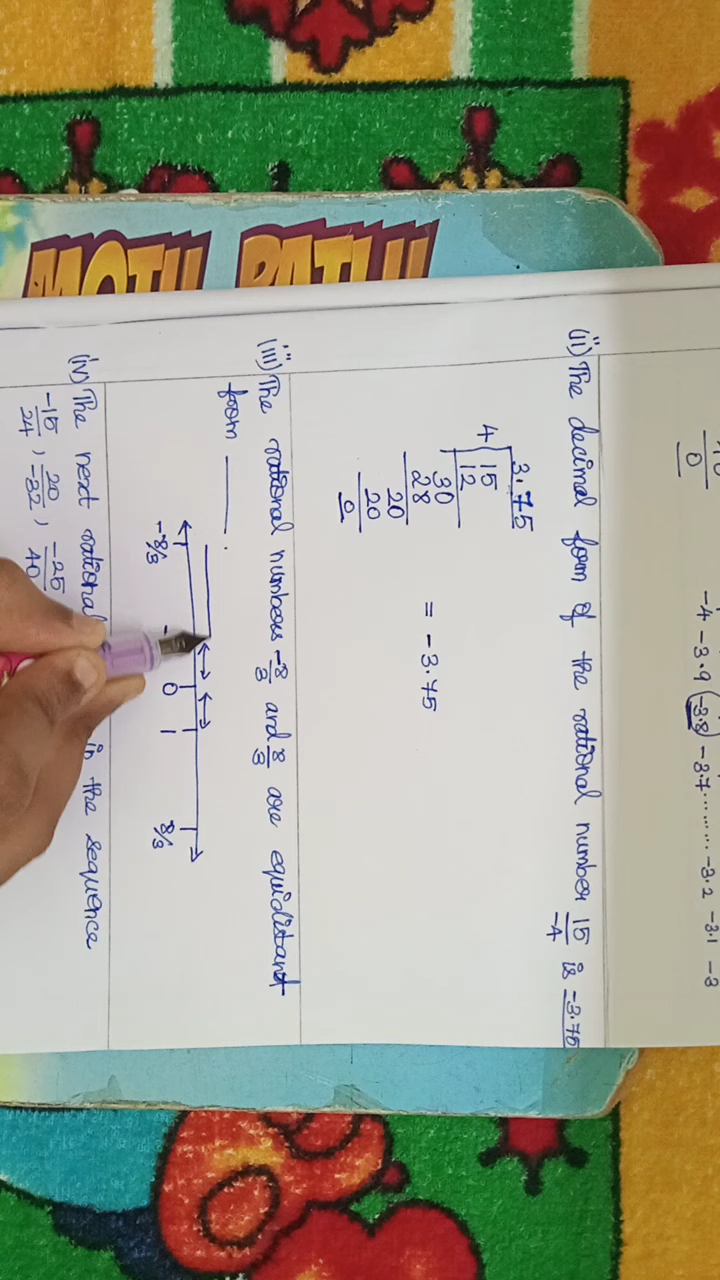 MOTU PATLU
0
-4 -3.9 (-3.8) -3.7 ........ -3.2 -3.1 -3
(ii) The decimal form of the rational number 15/-4 is -3.75
3.75
4 15
12
30
28
20
20
0
= -3.75
(iii) The rational numbers -8/3 and 8/3 are equidistant
from ______ .
-8/3 - 0 1 8/3
(iv) The next rational in the sequence
-15/24 , 20/-32 , -25/40